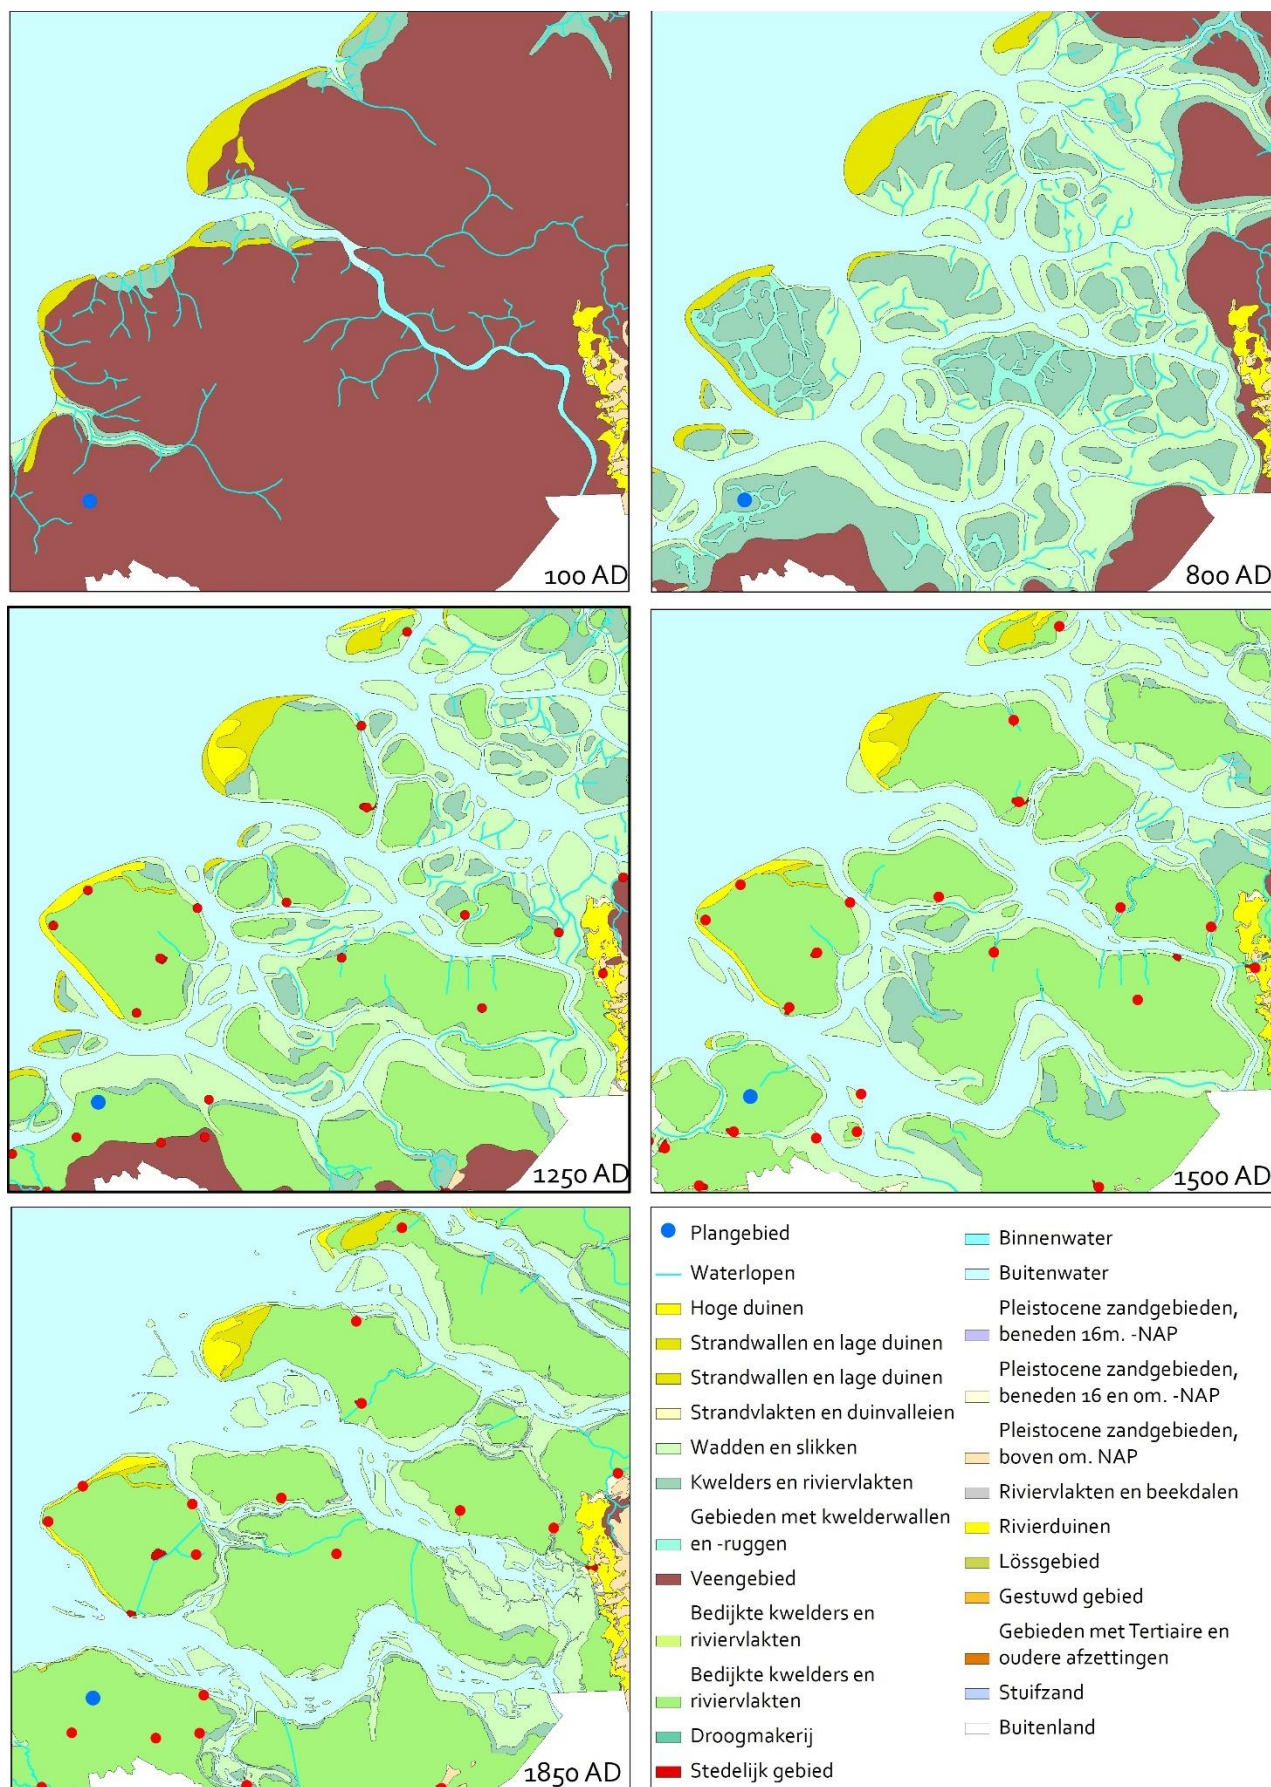 100 AD
800 AD
1250 AD
1500 AD
1850 AD
Plangebied
Waterlopen
Hoge duinen
Strandwallen en lage duinen
Strandwallen en lage duinen
Strandvlakten en duinvalleien
Wadden en slikken
Kwelders en riviervlakten
Gebieden met kwelderwallen
en -ruggen
Veengebied
Bedijkte kwelders en
riviervlakten
Bedijkte kwelders en
riviervlakten
Droogmakerij
Stedelijk gebied
Binnenwater
Buitenwater
Pleistocene zandgebieden,
beneden 16m. -NAP
Pleistocene zandgebieden,
beneden 16 en 0m. -NAP
Pleistocene zandgebieden,
boven 0m. NAP
Riviervlakten en beekdalen
Rivierduinen
Lössgebied
Gestuwd gebied
Gebieden met Tertiaire en
oudere afzettingen
Stuifzand
Buitenland